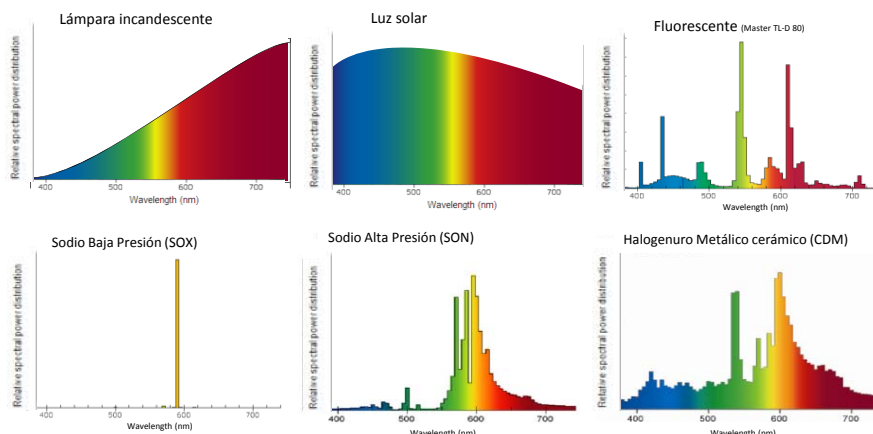 Lámpara incandescente
Relative spectral power distribution
400 500 600 700
Wavelength (nm)
Luz solar
Relative spectral power distribution
400 500 600 700
Wavelength (nm)
Fluorescente (Master TL-D 80)
Relative spectral power distribution
400 500 600 700
Wavelength (nm)
Sodio Baja Presión (SOX)
Relative spectral power distribution
400 500 600 700
Wavelength (nm)
Sodio Alta Presión (SON)
Relative spectral power distribution
400 500 600 700
Wavelength (nm)
Halogenuro Metálico cerámico (CDM)
Relative spectral power distribution
400 500 600 700
Wavelength (nm)